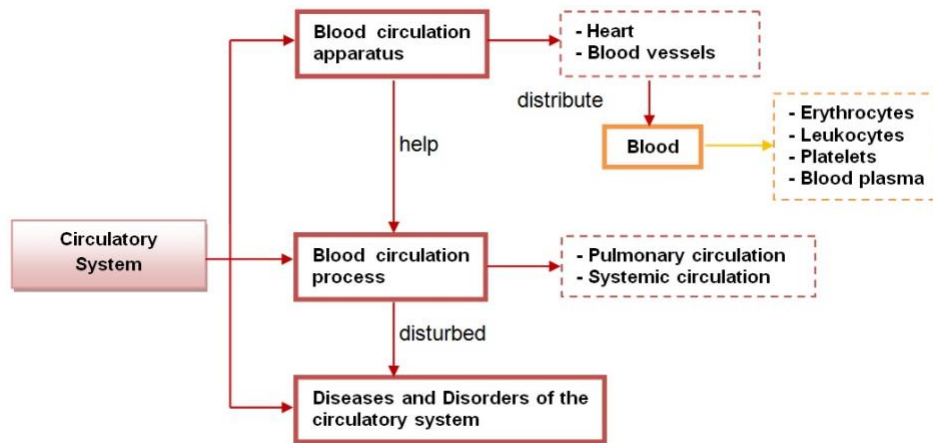 Blood circulation
apparatus
- Heart
- Blood vessels
distribute
Blood
- Erythrocytes
- Leukocytes
- Platelets
- Blood plasma
help
Circulatory
System
Blood circulation
process
- Pulmonary circulation
- Systemic circulation
disturbed
Diseases and Disorders of the
circulatory system